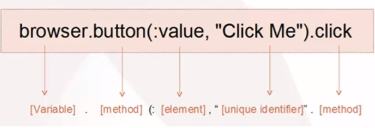 browser.button(:value, "Click Me").click
[Variable] . [method] (: [element] , " [unique identifier]" . [method]